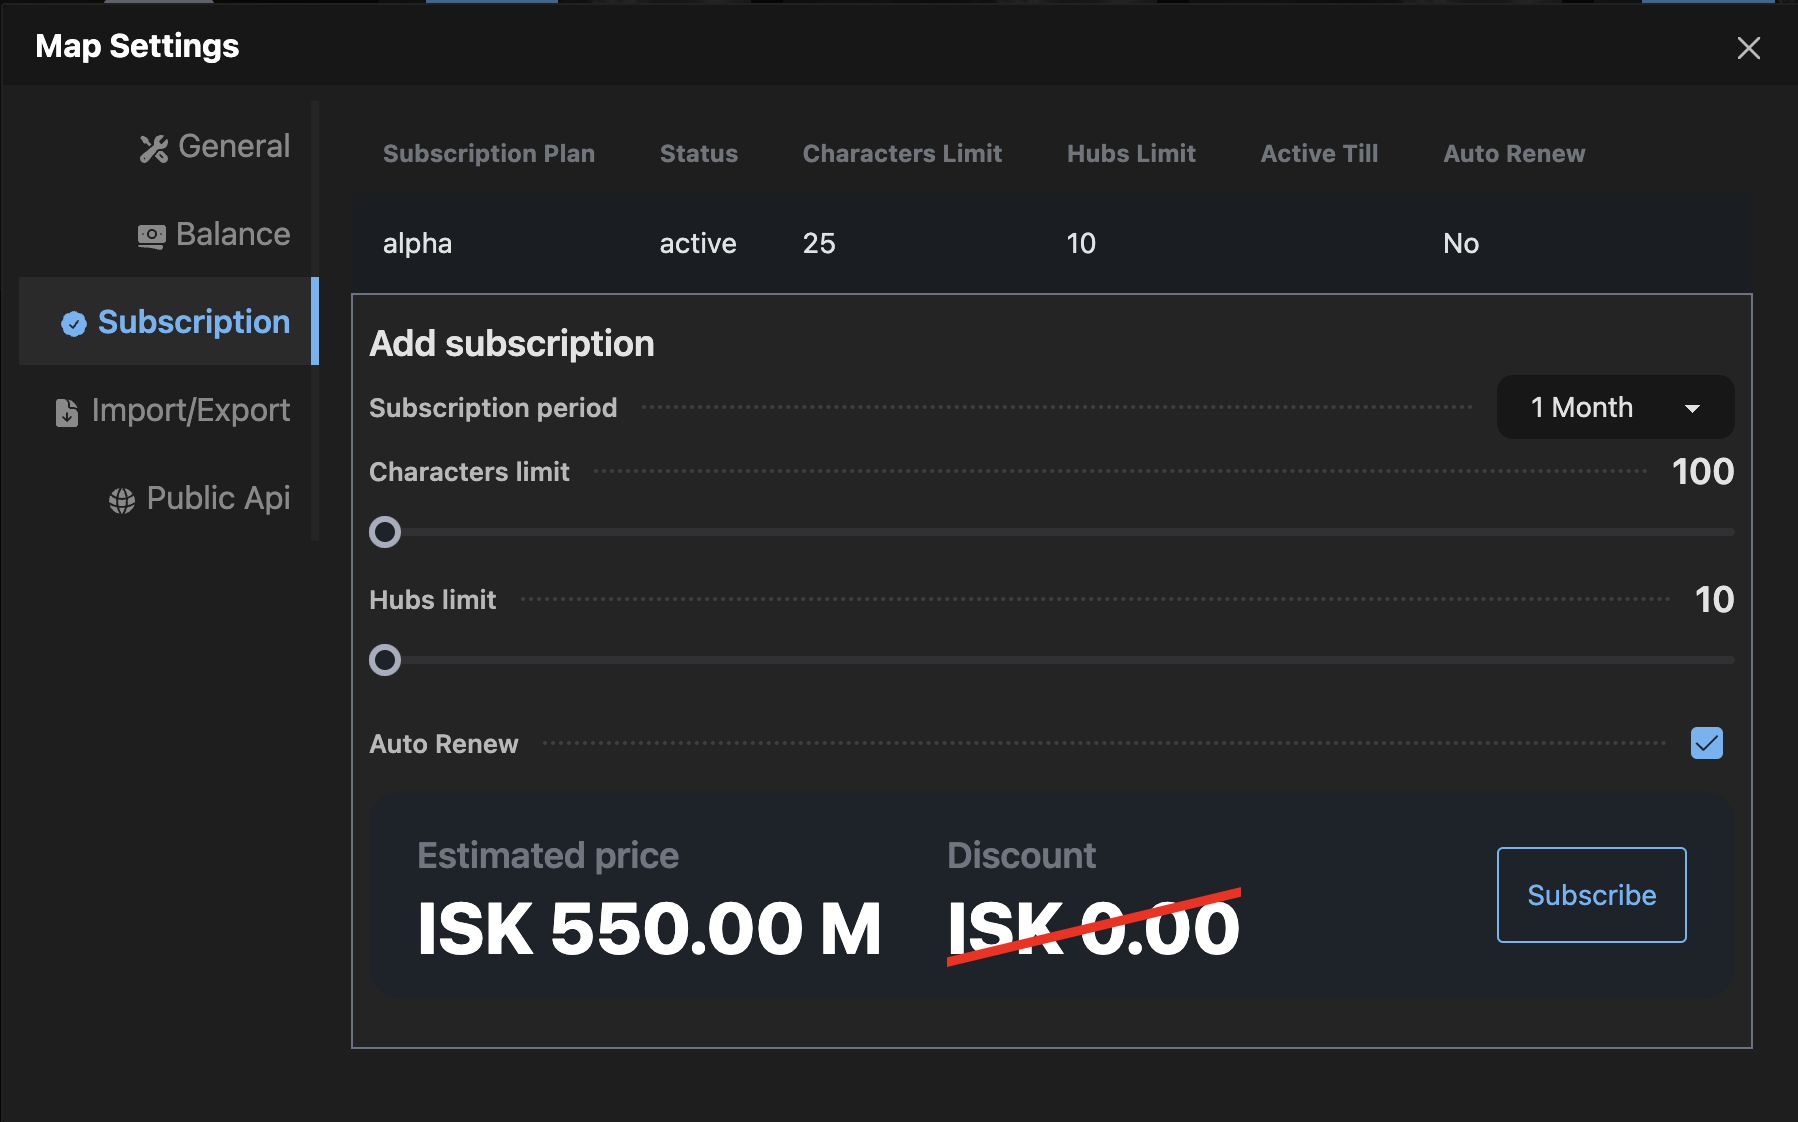 Map Settings
General
Balance
Subscription
Import/Export
Public Api
Subscription Plan Status Characters Limit Hubs Limit Active Till Auto Renew
alpha active 25 10 No
Add subscription
Subscription period 1 Month
Characters limit 100
Hubs limit 10
Auto Renew
Estimated price Discount
ISK 550.00 M ISK 0.00
Subscribe